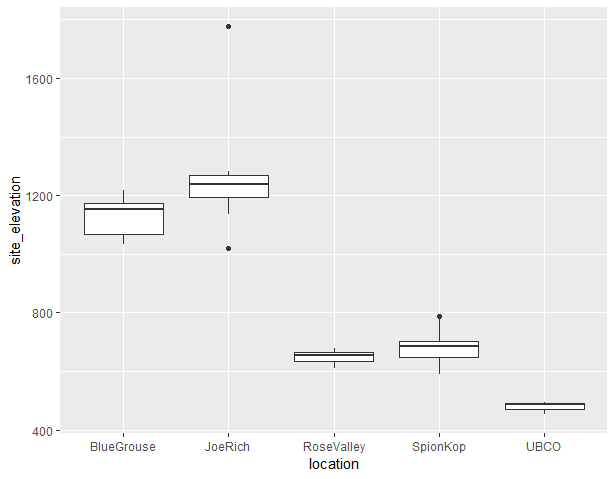 site_elevation
1600
1200
800
400
BlueGrouse JoeRich RoseValley SpionKop UBCO
location